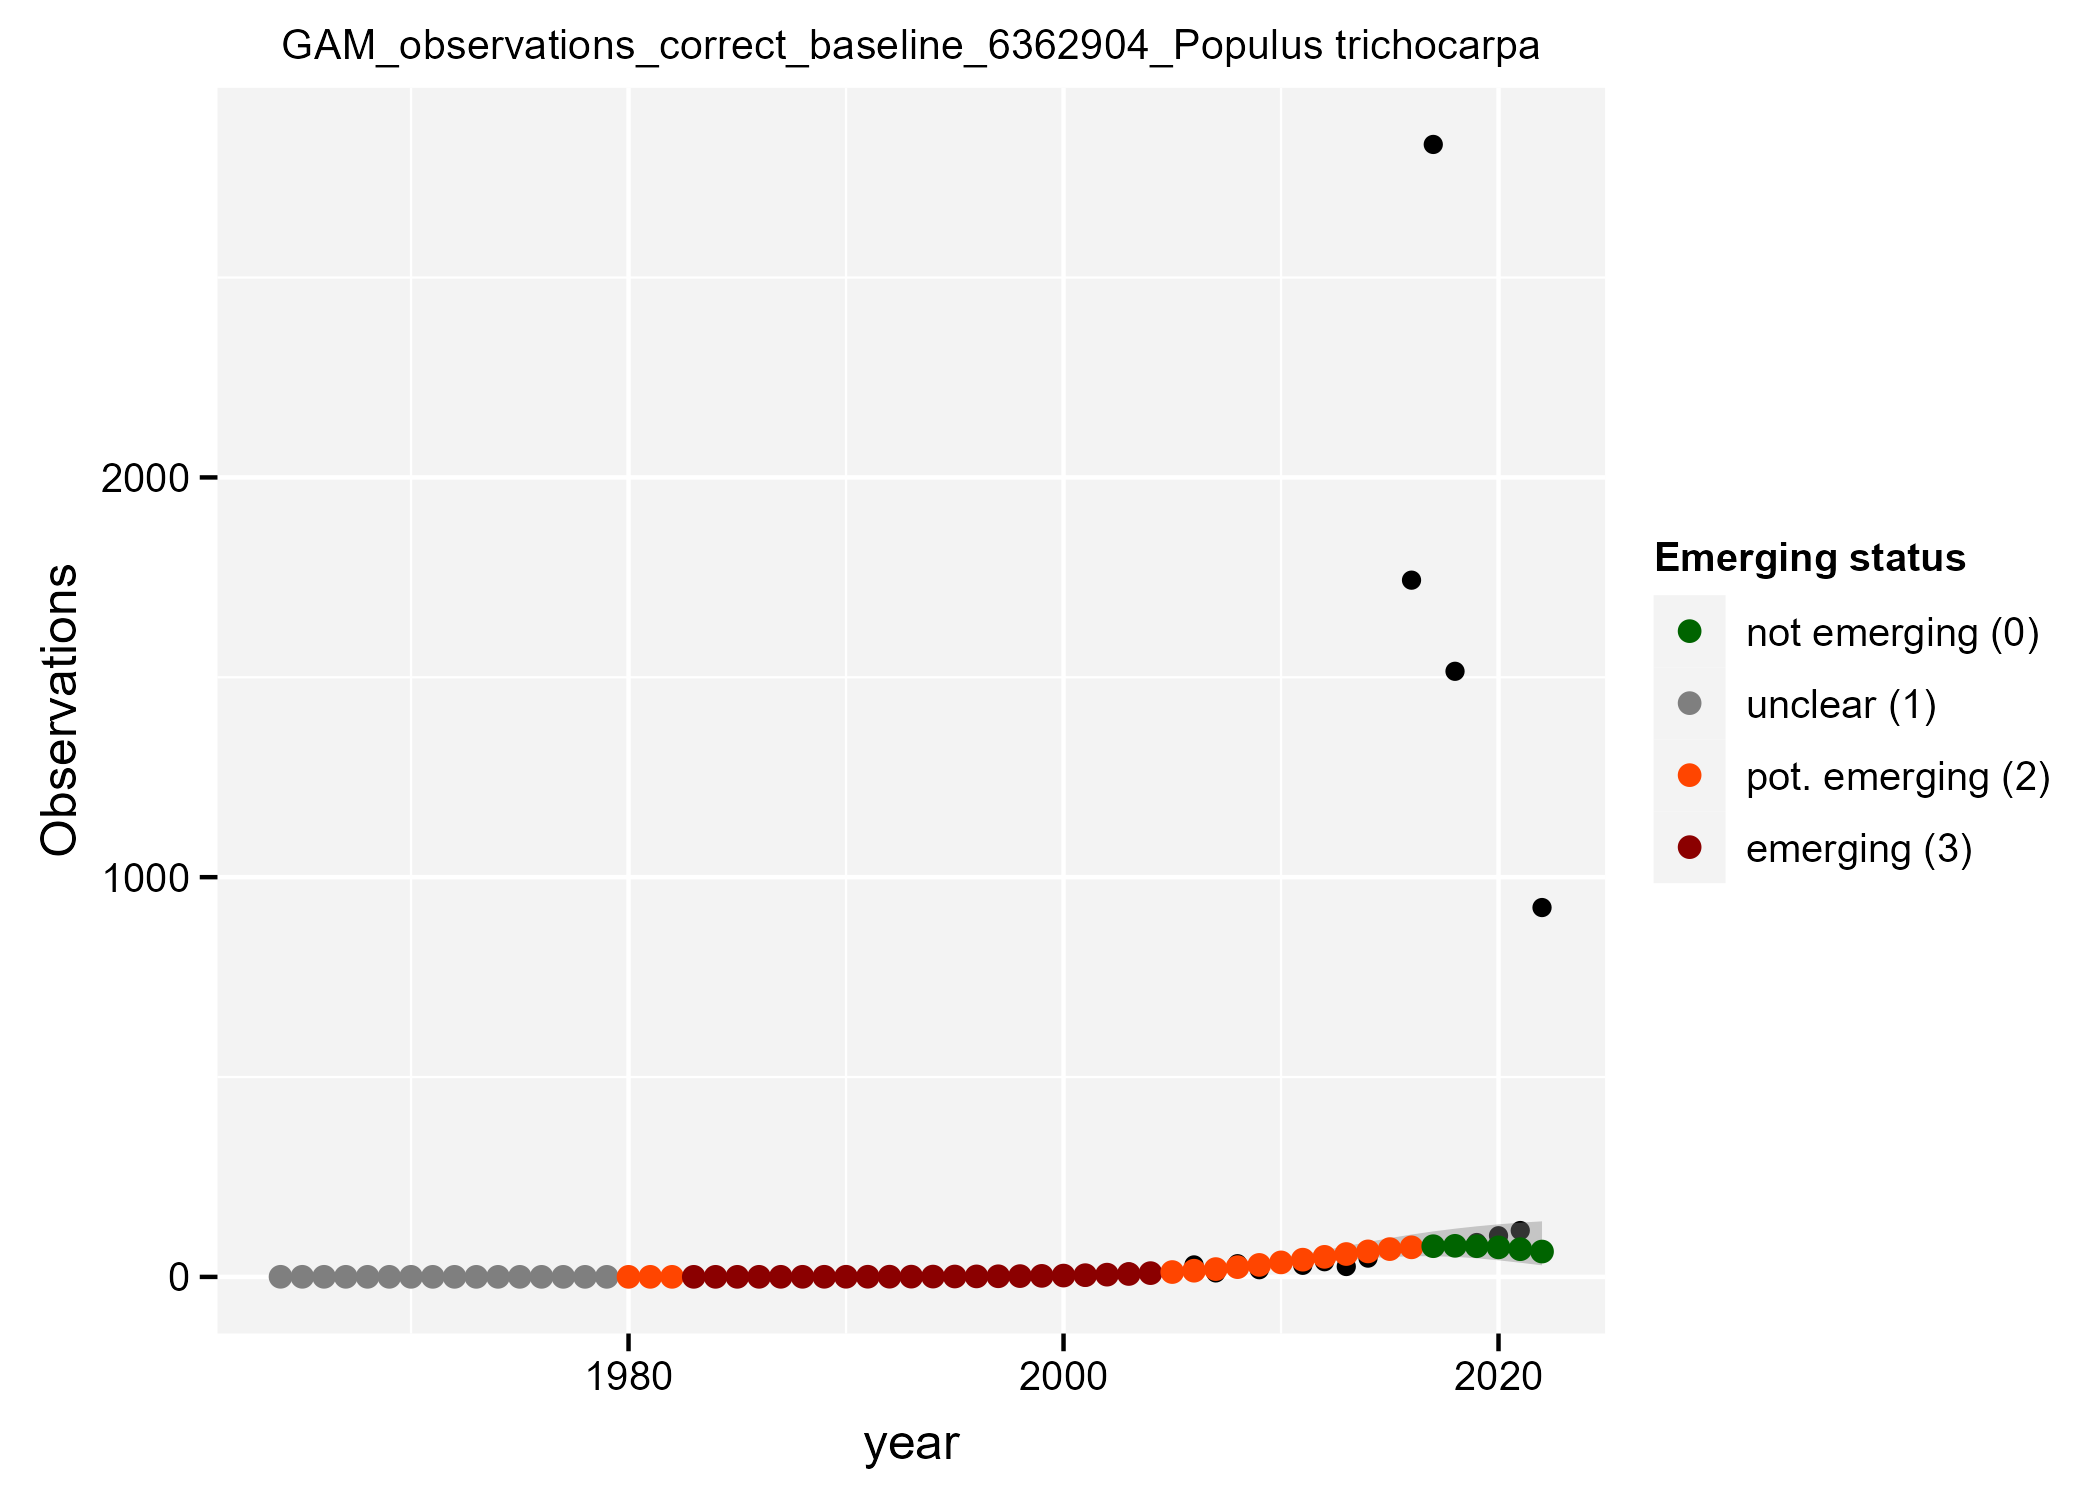 GAM_observations_correct_baseline_6362904_Populus trichocarpa
Observations
2000
1000
0
1980
2000
2020
year
Emerging status
not emerging (0)
unclear (1)
pot. emerging (2)
emerging (3)